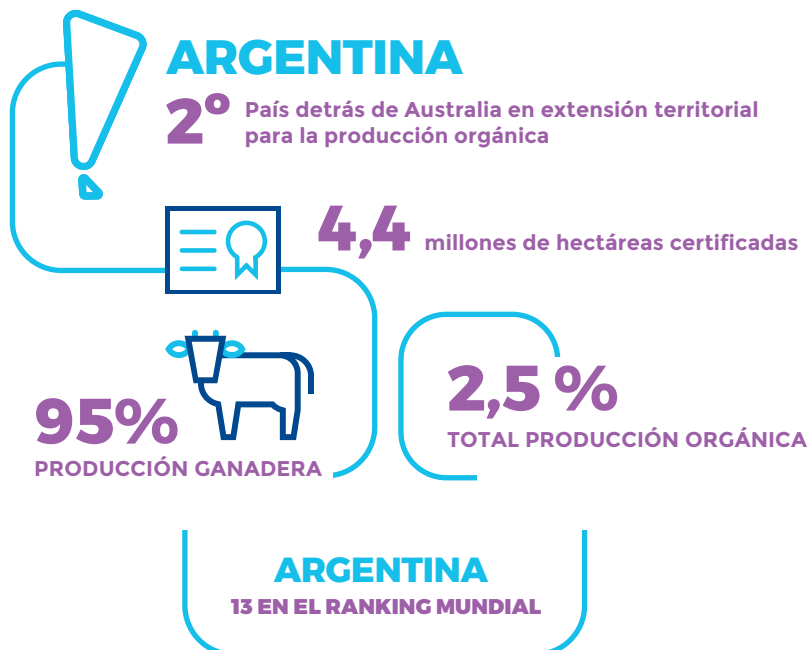 ARGENTINA
2º País detrás de Australia en extensión territorial
para la producción orgánica
4,4 millones de hectáreas certificadas
95%
PRODUCCIÓN GANADERA
2,5 %
TOTAL PRODUCCIÓN ORGÁNICA
ARGENTINA
13 EN EL RANKING MUNDIAL